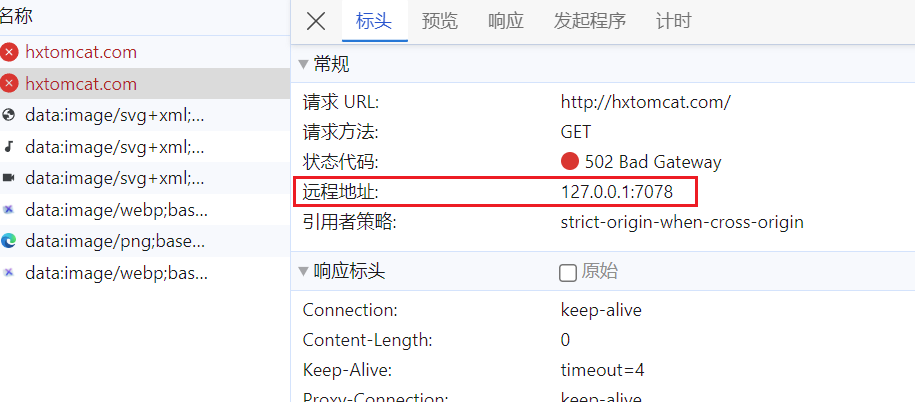 名称
hxtomcat.com
hxtomcat.com
data:image/svg+xml;...
data:image/svg+xml;...
data:image/svg+xml;...
data:image/webp;bas...
data:image/png;base...
data:image/webp;bas...
标头 预览 响应 发起程序 计时
常规
请求 URL: http://hxtomcat.com/
请求方法: GET
状态代码: 502 Bad Gateway
远程地址: 127.0.0.1:7078
引用者策略: strict-origin-when-cross-origin
响应标头 原始
Connection: keep-alive
Content-Length: 0
Keep-Alive: timeout=4
Proxy-Connection: keep-alive